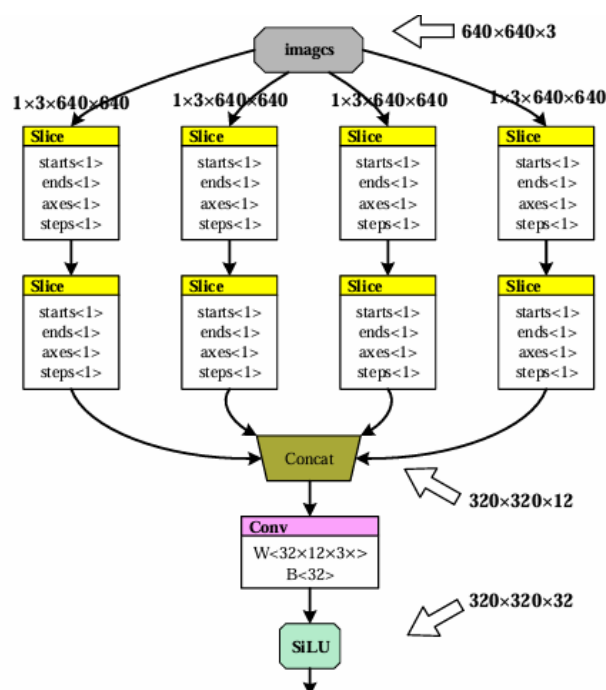 640×640×3
imagcs
1×3×640×640 1×3×640×640 1×3×640×640 1×3×640×640
Slice Slice Slice Slice
starts<1> starts<1> starts<1> starts<1>
ends<1> ends<1> ends<1> ends<1>
axes<1> axes<1> axes<1> axes<1>
steps<1> steps<1> steps<1> steps<1>
Slice Slice Slice Slice
starts<1> starts<1> starts<1> starts<1>
ends<1> ends<1> ends<1> ends<1>
axes<1> axes<1> axes<1> axes<1>
steps<1> steps<1> steps<1> steps<1>
Concat
320×320×12
Conv
W<32×12×3×>
B<32>
320×320×32
SiLU